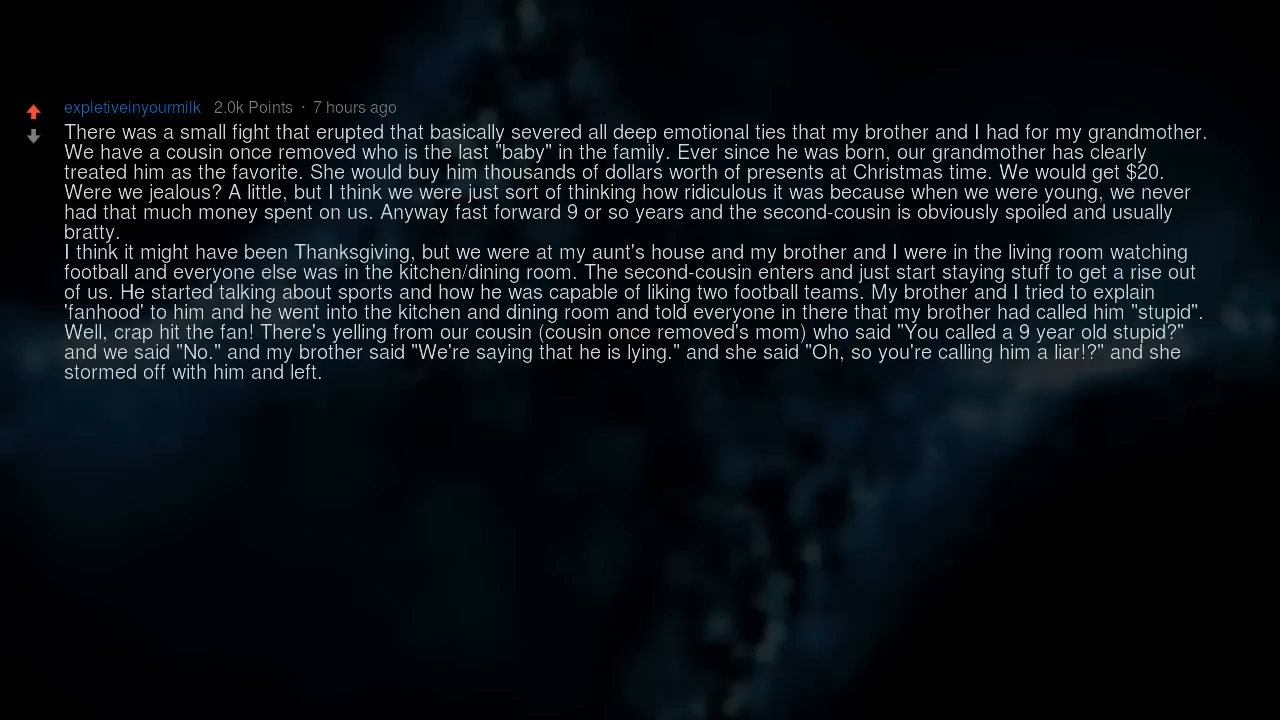 expletiveinyourmilk 2.0k Points · 7 hours ago
There was a small fight that erupted that basically severed all deep emotional ties that my brother and I had for my grandmother.
We have a cousin once removed who is the last "baby" in the family. Ever since he was born, our grandmother has clearly
treated him as the favorite. She would buy him thousands of dollars worth of presents at Christmas time. We would get $20.
Were we jealous? A little, but I think we were just sort of thinking how ridiculous it was because when we were young, we never
had that much money spent on us. Anyway fast forward 9 or so years and the second-cousin is obviously spoiled and usually
bratty.
I think it might have been Thanksgiving, but we were at my aunt's house and my brother and I were in the living room watching
football and everyone else was in the kitchen/dining room. The second-cousin enters and just start staying stuff to get a rise out
of us. He started talking about sports and how he was capable of liking two football teams. My brother and I tried to explain
'fanhood' to him and he went into the kitchen and dining room and told everyone in there that my brother had called him "stupid".
Well, crap hit the fan! There's yelling from our cousin (cousin once removed's mom) who said "You called a 9 year old stupid?"
and we said "No." and my brother said "We're saying that he is lying." and she said "Oh, so you're calling him a liar!?" and she
stormed off with him and left.